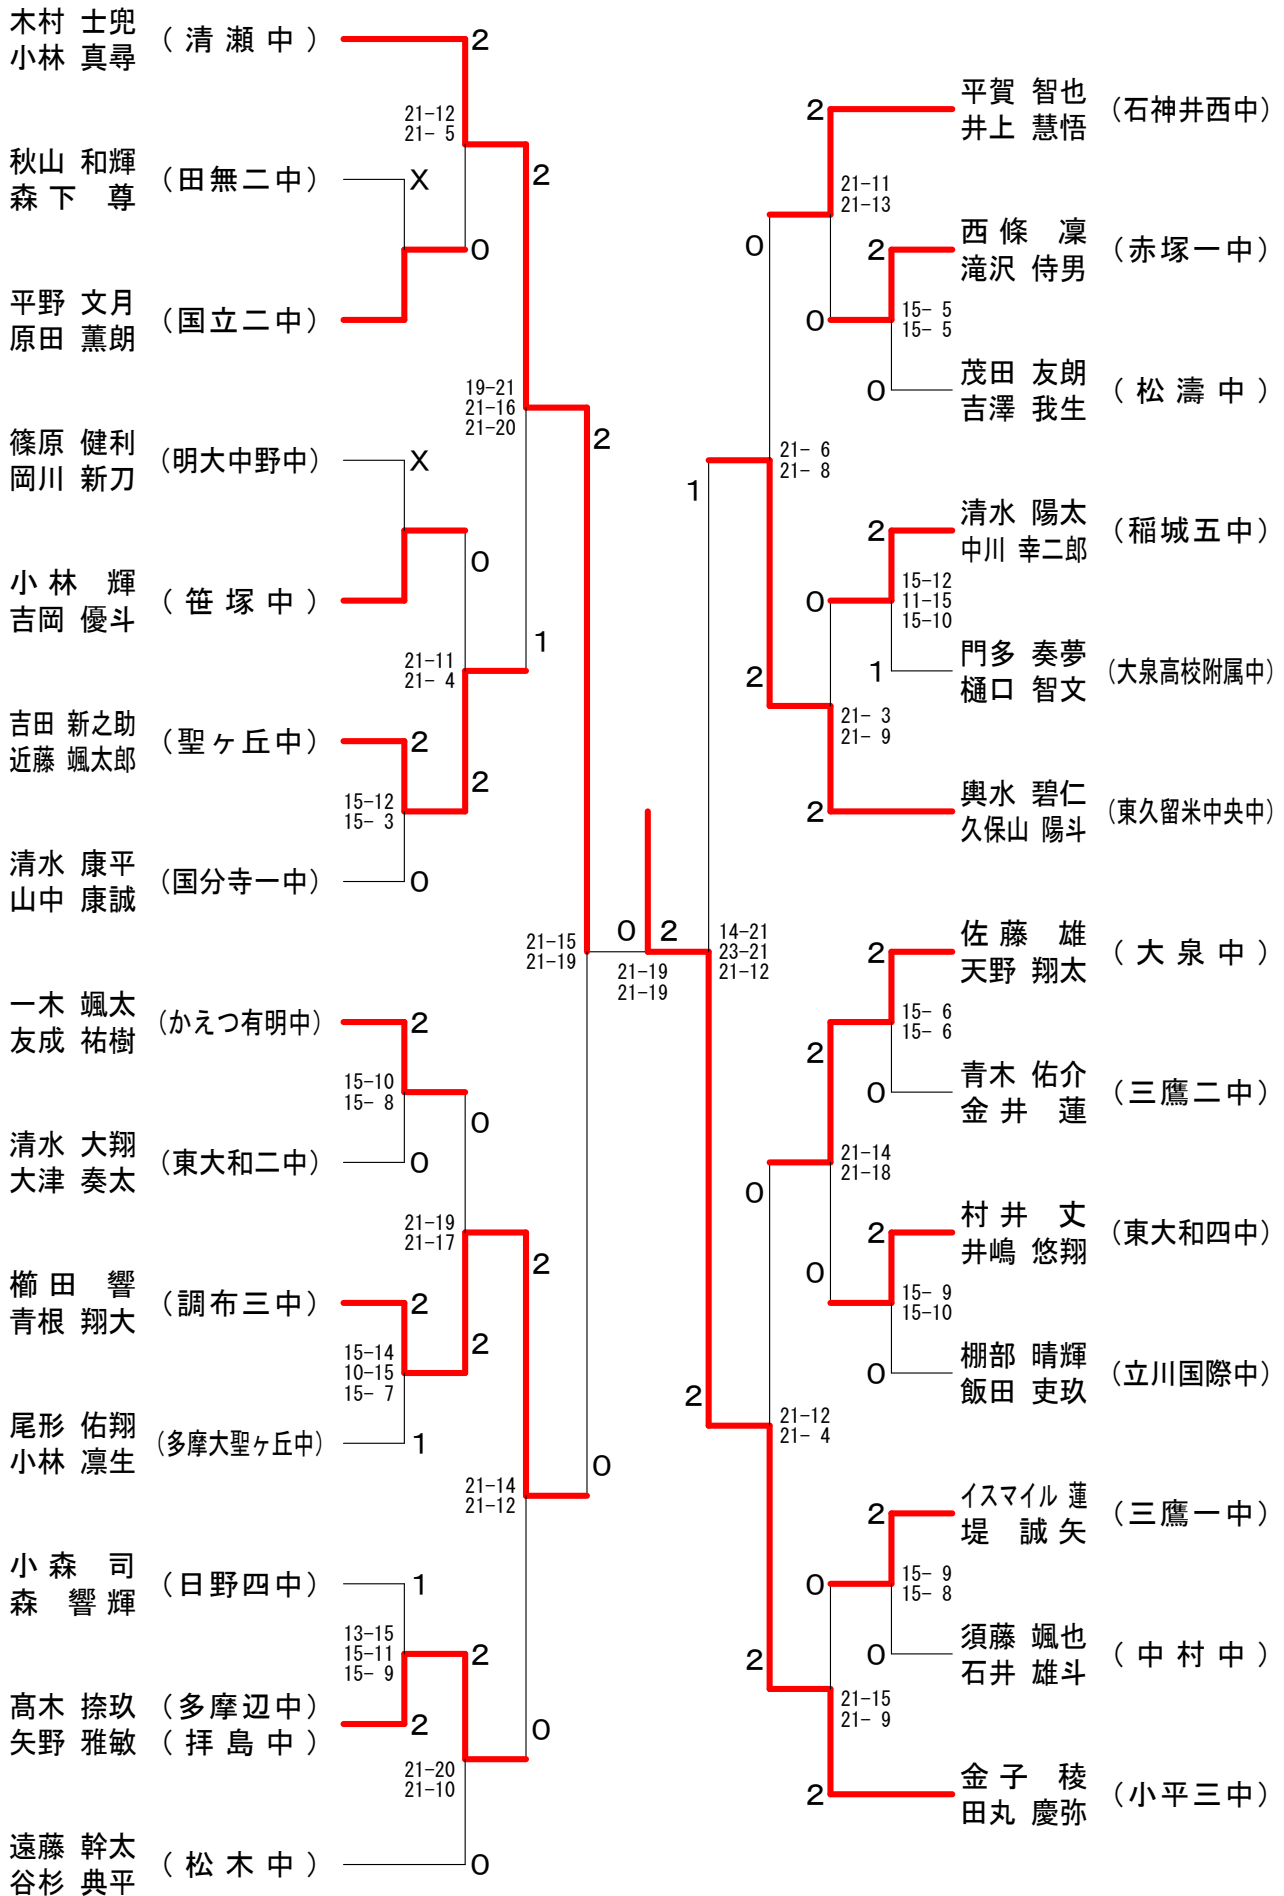 木村 士兜
小林 真尋
(清瀬中)
2
21-12
21- 5
秋山 和輝
森下 尊
(田無二中)
X
2
0
平野 文月
原田 薫朗
(国立二中)
19-21
21-16
21-20
2
篠原 健利
岡川 新刀
(明大中野中)
X
0
小林 輝
吉岡 優斗
(笹塚中)
1
21-11
21- 4
吉田 新之助
近藤 颯太郎
(聖ヶ丘中)
2
2
15-12
15- 3
清水 康平
山中 康誠
(国分寺一中)
0
21-15
21-19
一木 颯太
友成 祐樹
(かえつ有明中)
2
15-10
15- 8
0
清水 大翔
大津 奏太
(東大和二中)
0
21-19
21-17
2
櫛田 響
青根 翔大
(調布三中)
2
2
15-14
10-15
15- 7
尾形 佑翔
小林 凛生
(多摩大聖ヶ丘中)
1
0
21-14
21-12
小森 司
森 響輝
(日野四中)
1
13-15
15-11
15- 9
2
髙木 捺玖 (多摩辺中)
矢野 雅敏 (拝島中)
2
0
21-20
21-10
遠藤 幹太
谷杉 典平
(松木中)
0
0
2
21-19
21-19
2
平賀 智也
井上 慧悟
(石神井西中)
21-11
21-13
0
2
西條 凜
滝沢 侍男
(赤塚一中)
0
15- 5
15- 5
0
茂田 友朗
吉澤 我生
(松濤中)
21- 6
21- 8
1
2
清水 陽太
中川 幸二郎
(稲城五中)
0
15-12
11-15
15-10
2
1
門多 奏夢
樋口 智文
(大泉高校附属中)
21- 3
21- 9
2
輿水 碧仁
久保山 陽斗
(東久留米中央中)
14-21
23-21
21-12
2
佐藤 雄
天野 翔太
(大泉中)
15- 6
15- 6
2
0
青木 佑介
金井 蓮
(三鷹二中)
21-14
21-18
0
2
村井 丈
井嶋 悠翔
(東大和四中)
0
15- 9
15-10
0
棚部 晴輝
飯田 吏玖
(立川国際中)
2
21-12
21- 4
2
イスマイル 蓮
堤 誠矢
(三鷹一中)
0
15- 9
15- 8
2
0
須藤 颯也
石井 雄斗
(中村中)
21-15
21- 9
2
金子 稜
田丸 慶弥
(小平三中)